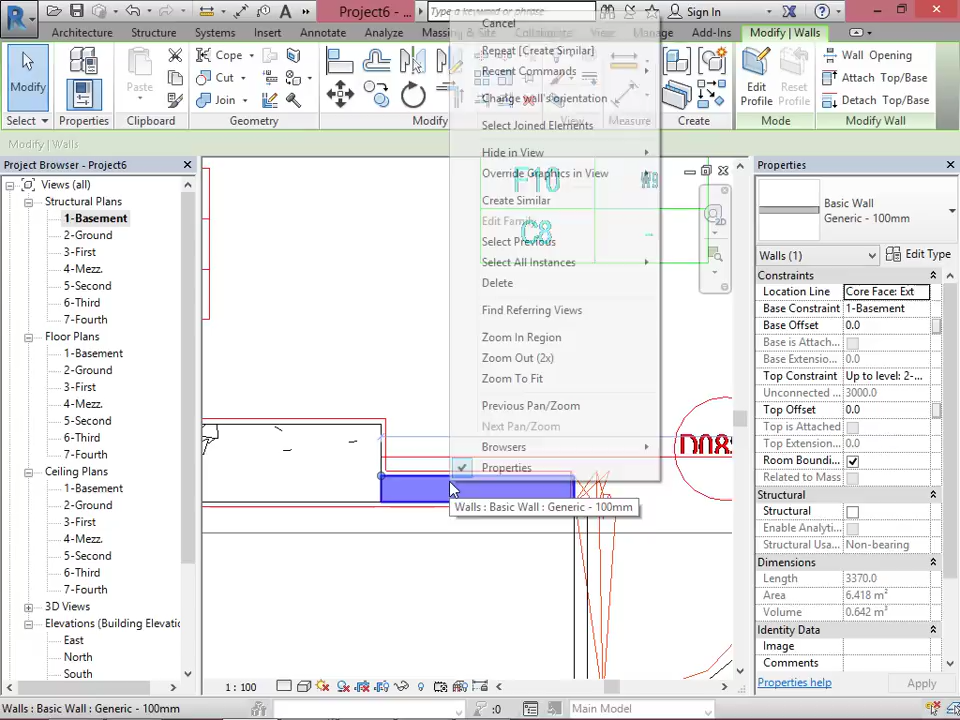 Project6 - ...
Type a keyword or phrase
Sign In
Architecture
Structure
Systems
Insert
Annotate
Analyze
Massing & Site
Collaborate
View
Manage
Add-Ins
Modify | Walls
Modify
Paste
Cope
Cut
Join
Edit
Profile
Reset
Profile
Wall Opening
Attach Top/Base
Detach Top/Base
Select
Properties
Clipboard
Geometry
Modify
View
Measure
Create
Mode
Modify Wall
Modify | Walls
Project Browser - Project6
Views (all)
Structural Plans
1-Basement
2-Ground
3-First
4-Mezz.
5-Second
6-Third
7-Fourth
Floor Plans
1-Basement
2-Ground
3-First
4-Mezz.
5-Second
6-Third
7-Fourth
Ceiling Plans
1-Basement
2-Ground
3-First
4-Mezz.
5-Second
6-Third
7-Fourth
3D Views
Elevations (Building Elevatio
East
North
South
Cancel
Repeat [Create Similar]
Recent Commands
Change wall's orientation
Select Joined Elements
Hide in View
Override Graphics in View
Create Similar
Edit Family
Select Previous
Select All Instances
Delete
Find Referring Views
Zoom In Region
Zoom Out (2x)
Zoom To Fit
Previous Pan/Zoom
Next Pan/Zoom
Browsers
Properties
F10
C8
2D
Walls : Basic Wall : Generic - 100mm
Properties
Basic Wall
Generic - 100mm
Walls (1)
Edit Type
Constraints
Location Line Core Face: Ext
Base Constraint 1-Basement
Base Offset 0.0
Base is Attach...
Base Extensio... 0.0
Top Constraint Up to level: 2-...
Unconnected ... 3000.0
Top Offset 0.0
Top is Attache...
Top Extension... 0.0
Room Boundi...
Related to Mass
Structural
Structural
Enable Analyti...
Structural Usa... Non-bearing
Dimensions
Length 3370.0
Area 6.418 m²
Volume 0.642 m³
Identity Data
Image
Comments
Properties help
Apply
1 : 100
Walls : Basic Wall : Generic - 100mm
:0
Main Model